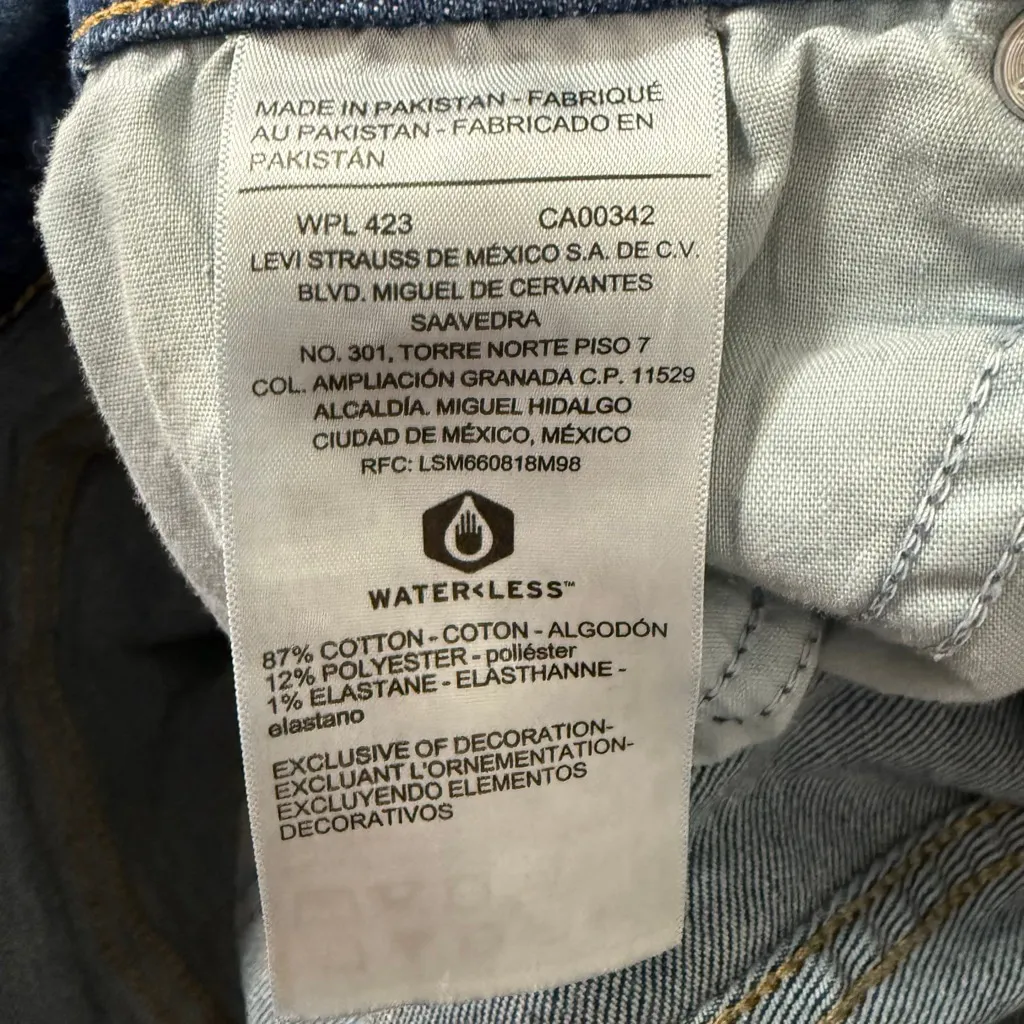 MADE IN PAKISTAN - FABRIQUÉ
AU PAKISTAN - FABRICADO EN
PAKISTÁN
WPL 423 CA00342
LEVI STRAUSS DE MÉXICO S.A. DE C.V.
BLVD. MIGUEL DE CERVANTES
SAAVEDRA
NO. 301, TORRE NORTE PISO 7
COL. AMPLIACIÓN GRANADA C.P. 11529
ALCALDÍA. MIGUEL HIDALGO
CIUDAD DE MÉXICO, MÉXICO
RFC: LSM660818M98
WATER<LESS™
87% COTTON - COTON - ALGODÓN
12% POLYESTER - poliéster
1% ELASTANE - ELASTHANNE -
elastano
EXCLUSIVE OF DECORATION-
EXCLUANT L'ORNEMENTATION-
EXCLUYENDO ELEMENTOS
DECORATIVOS